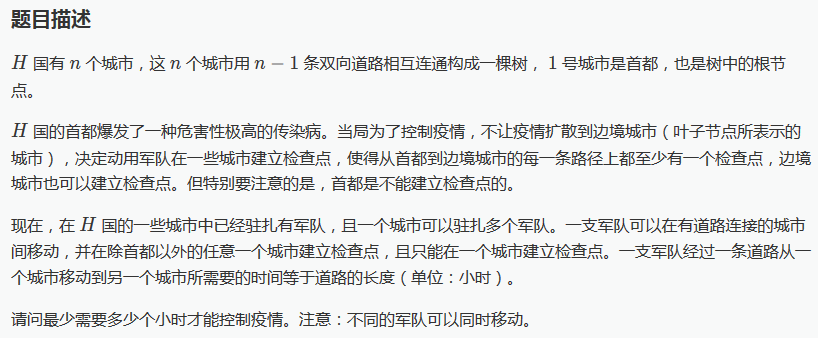 题目描述
H 国有 n 个城市，这 n 个城市用 n − 1 条双向道路相互连通构成一棵树， 1 号城市是首都，也是树中的根节
点。
H 国的首都爆发了一种危害性极高的传染病。当局为了控制疫情，不让疫情扩散到边境城市（叶子节点所表示的
城市），决定动用军队在一些城市建立检查点，使得从首都到边境城市的每一条路径上都至少有一个检查点，边境
城市也可以建立检查点。但特别要注意的是，首都是不能建立检查点的。
现在，在 H 国的一些城市中已经驻扎有军队，且一个城市可以驻扎多个军队。一支军队可以在有道路连接的城市
间移动，并在除首都以外的任意一个城市建立检查点，且只能在一个城市建立检查点。一支军队经过一条道路从一
个城市移动到另一个城市所需要的时间等于道路的长度（单位：小时）。
请问最少需要多少个小时才能控制疫情。注意：不同的军队可以同时移动。